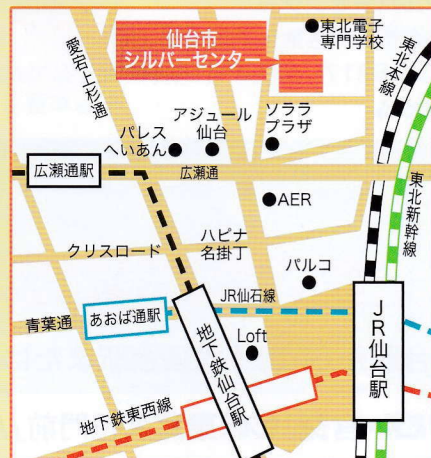 仙台市
シルバーセンター
東北電子
専門学校
愛宕上杉通
東北本線
アジュール
仙台
ソララ
プラザ
パレス
へいあん
広瀬通駅
広瀬通
東北新幹線
AER
クリスロード
ハピナ
名掛丁
パルコ
JR仙石線
青葉通
あおば通駅
地下鉄仙台駅
JR仙台駅
Loft
地下鉄東西線